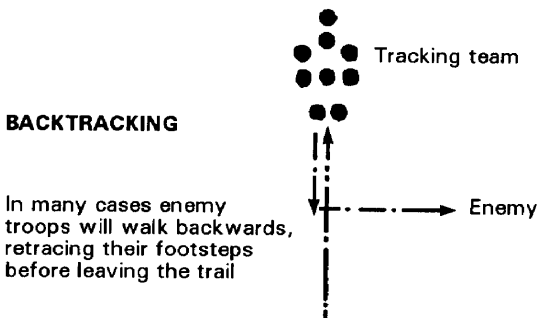 Tracking team
BACKTRACKING
In many cases enemy
troops will walk backwards,
retracing their footsteps
before leaving the trail
Enemy